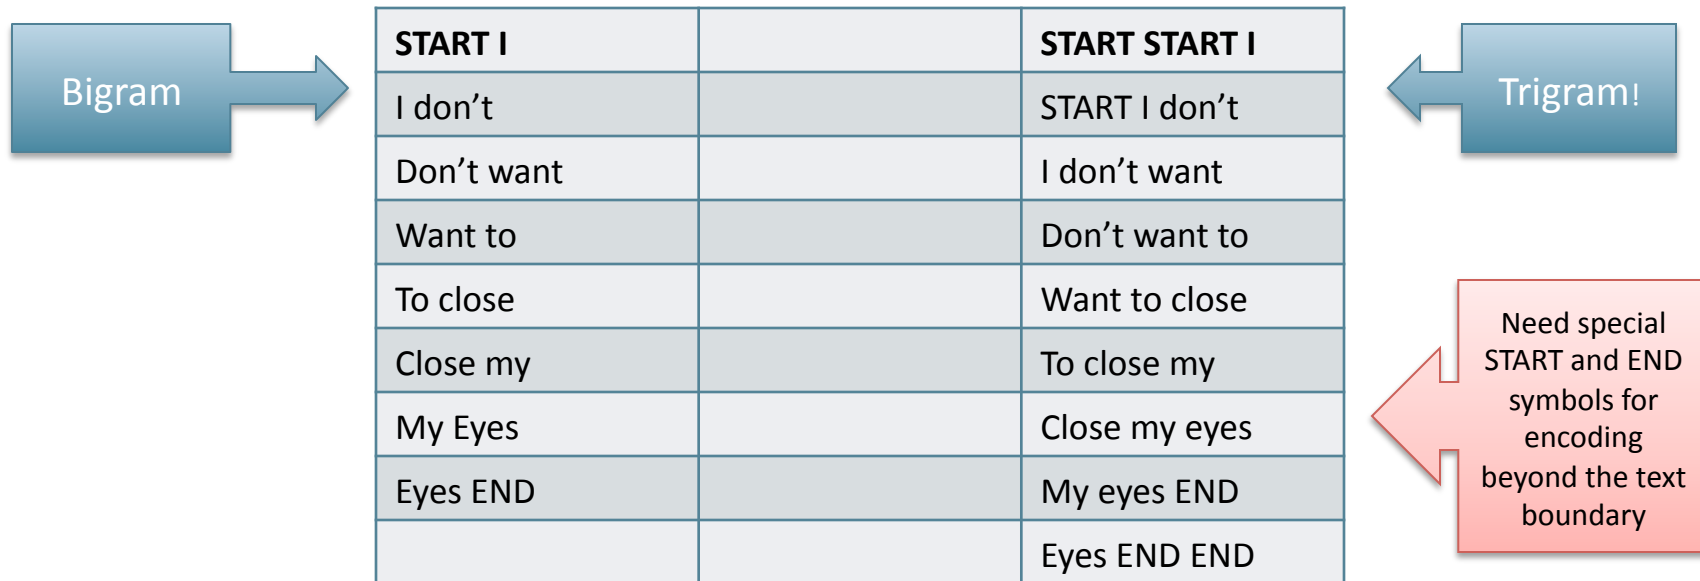 Bigram
START I START START I
I don’t START I don’t
Don’t want I don’t want
Want to Don’t want to
To close Want to close
Close my To close my
My Eyes Close my eyes
Eyes END My eyes END
Eyes END END
Trigram!
Need special
START and END
symbols for
encoding
beyond the text
boundary